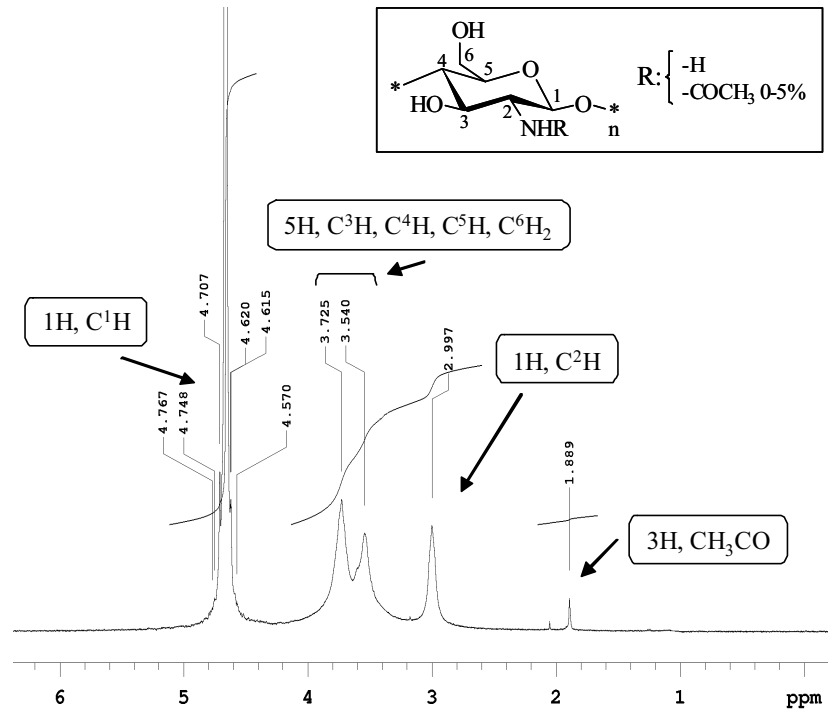 OH
6
4
5
O
R:
-H
-COCH₃ 0-5%
*
HO
3
2
1
O
*
n
NHR
5H, C³H, C⁴H, C⁵H, C⁶H₂
1H, C¹H
4.767
4.748
4.707
4.620
4.615
4.570
3.725
3.540
2.997
1H, C²H
1.889
3H, CH₃CO
6 5 4 3 2 1 ppm